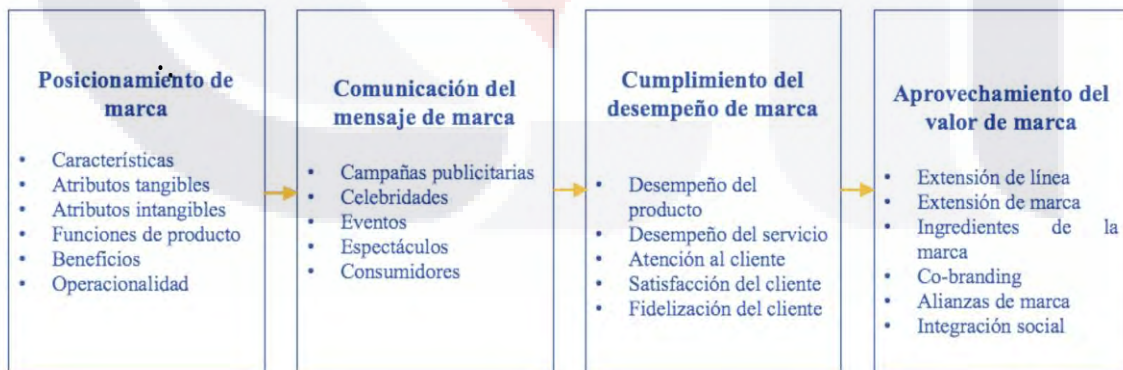 Posicionamiento de
marca
• Características
• Atributos tangibles
• Atributos intangibles
• Funciones de producto
• Beneficios
• Operacionalidad
Comunicación del
mensaje de marca
• Campañas publicitarias
• Celebridades
• Eventos
• Espectáculos
• Consumidores
Cumplimiento del
desempeño de marca
• Desempeño del
producto
• Desempeño del servicio
• Atención al cliente
• Satisfacción del cliente
• Fidelización del cliente
Aprovechamiento del
valor de marca
• Extensión de línea
• Extensión de marca
• Ingredientes de la
marca
• Co-branding
• Alianzas de marca
• Integración social